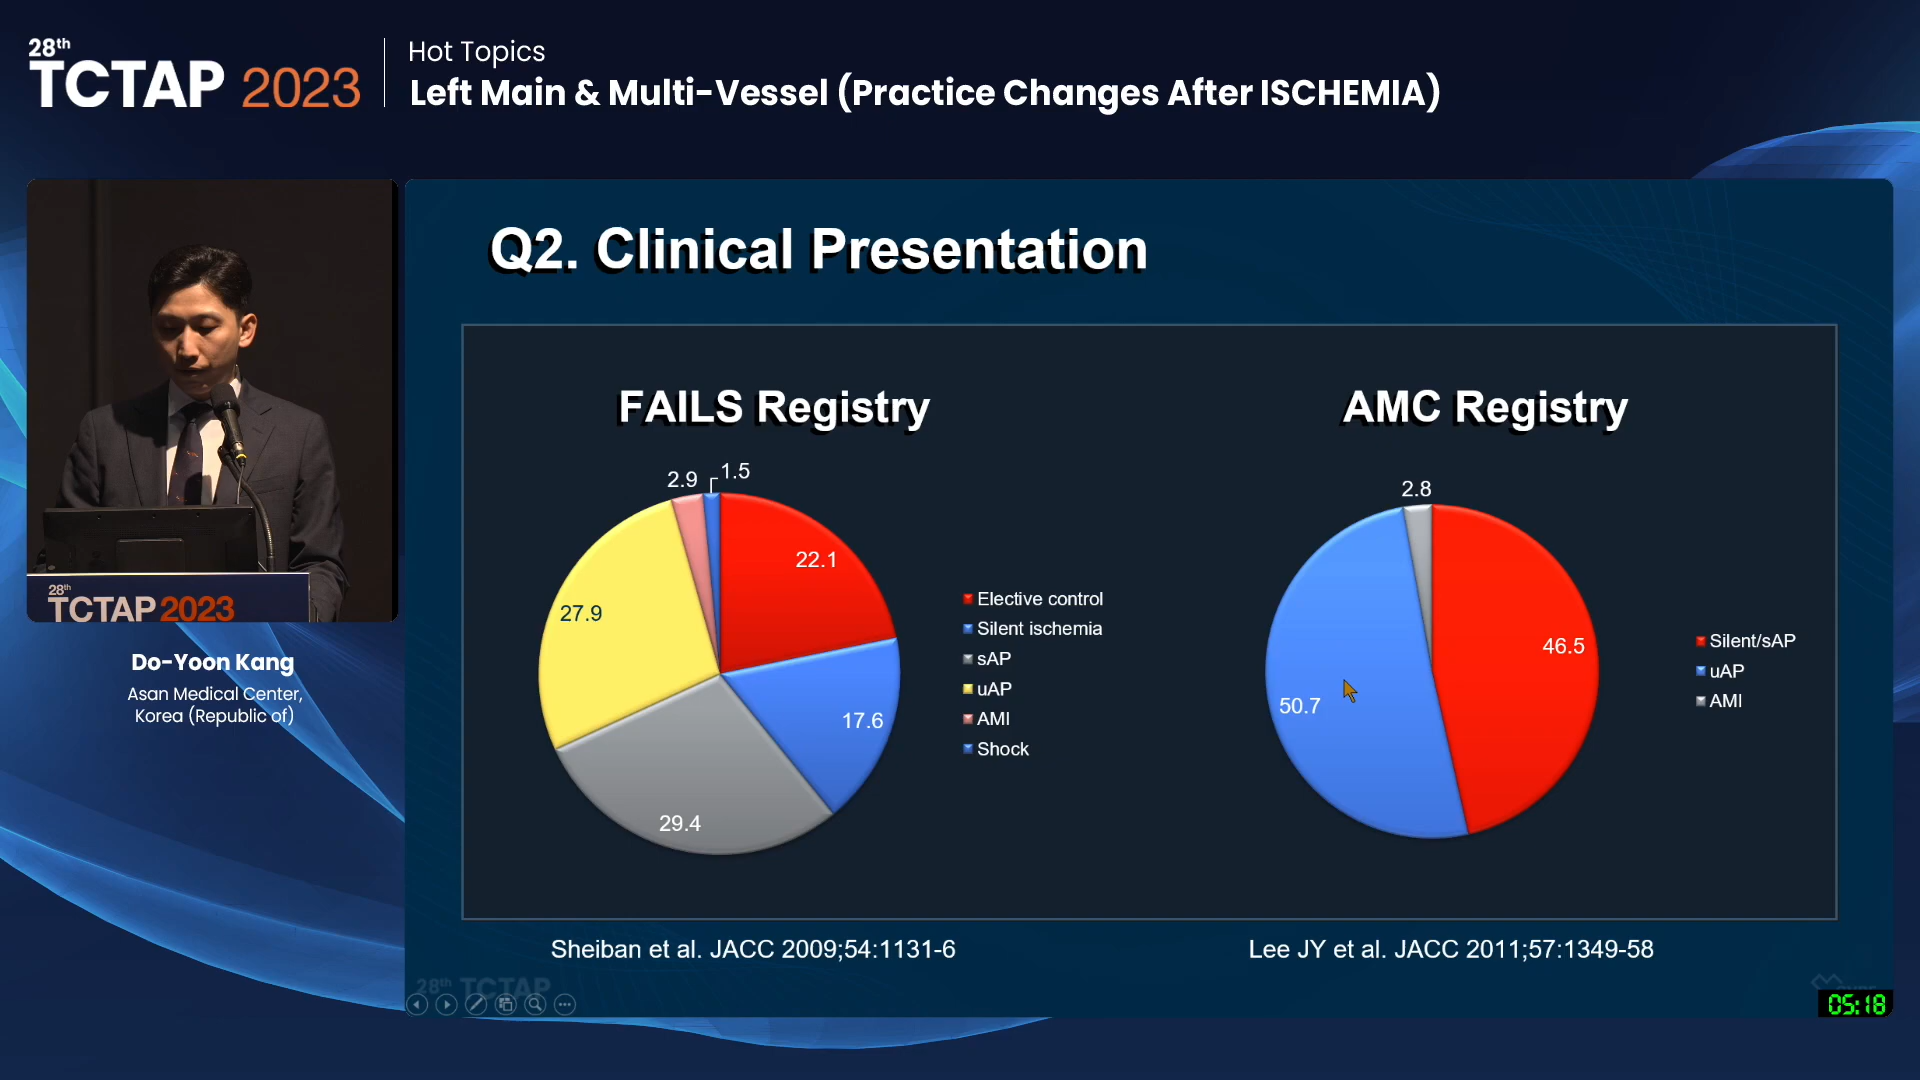 28th
TCTAP 2023
Hot Topics
Left Main & Multi-Vessel (Practice Changes After ISCHEMIA)
28th
TCTAP 2023
Do-Yoon Kang
Asan Medical Center,
Korea (Republic of)
Q2. Clinical Presentation
FAILS Registry
2.9
1.5
22.1
27.9
17.6
29.4
Elective control
Silent ischemia
sAP
uAP
AMI
Shock
Sheiban et al. JACC 2009;54:1131-6
AMC Registry
2.8
46.5
50.7
Silent/sAP
uAP
AMI
Lee JY et al. JACC 2011;57:1349-58
28th TCTAP
05:18